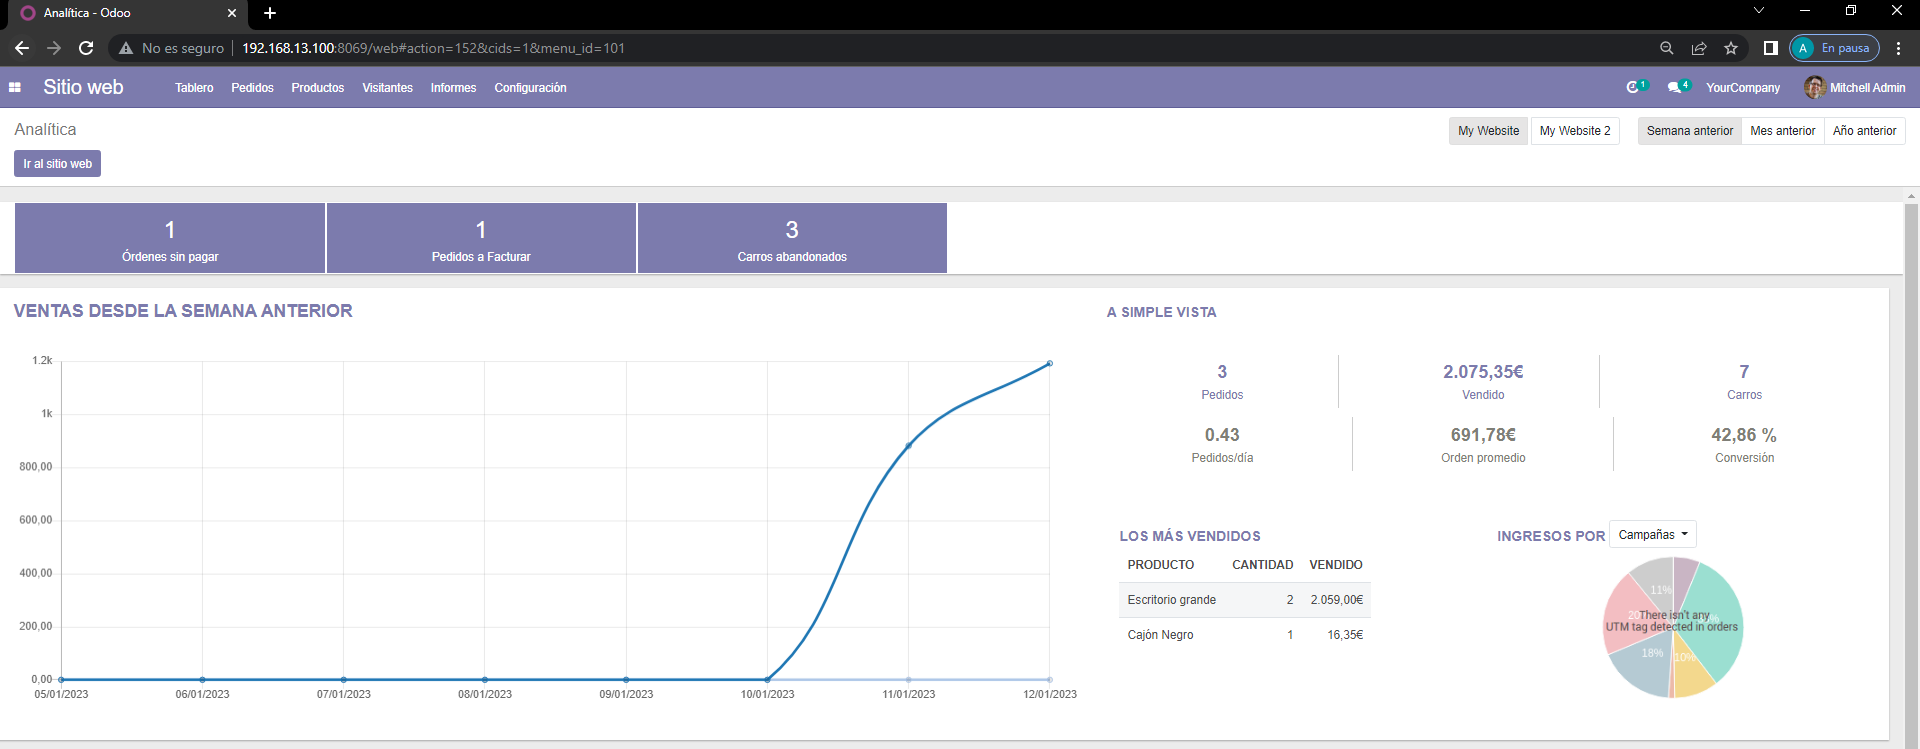 Analítica - Odoo
No es seguro 192.168.13.100:8069/web#action=152&cids=1&menu_id=101
A En pausa
Sitio web Tablero Pedidos Productos Visitantes Informes Configuración 1 4 YourCompany Mitchell Admin
Analítica My Website My Website 2 Semana anterior Mes anterior Año anterior
Ir al sitio web
1 1 3
Órdenes sin pagar Pedidos a Facturar Carros abandonados
VENTAS DESDE LA SEMANA ANTERIOR
1.2k
1k
800,00
600,00
400,00
200,00
0,00
05/01/2023 06/01/2023 07/01/2023 08/01/2023 09/01/2023 10/01/2023 11/01/2023 12/01/2023
A SIMPLE VISTA
3 2.075,35€ 7
Pedidos Vendido Carros
0.43 691,78€ 42,86 %
Pedidos/día Orden promedio Conversión
LOS MÁS VENDIDOS
PRODUCTO CANTIDAD VENDIDO
Escritorio grande 2 2.059,00€
Cajón Negro 1 16,35€
INGRESOS POR Campañas
11%
There isn't any
UTM tag detected in orders
18% 10%